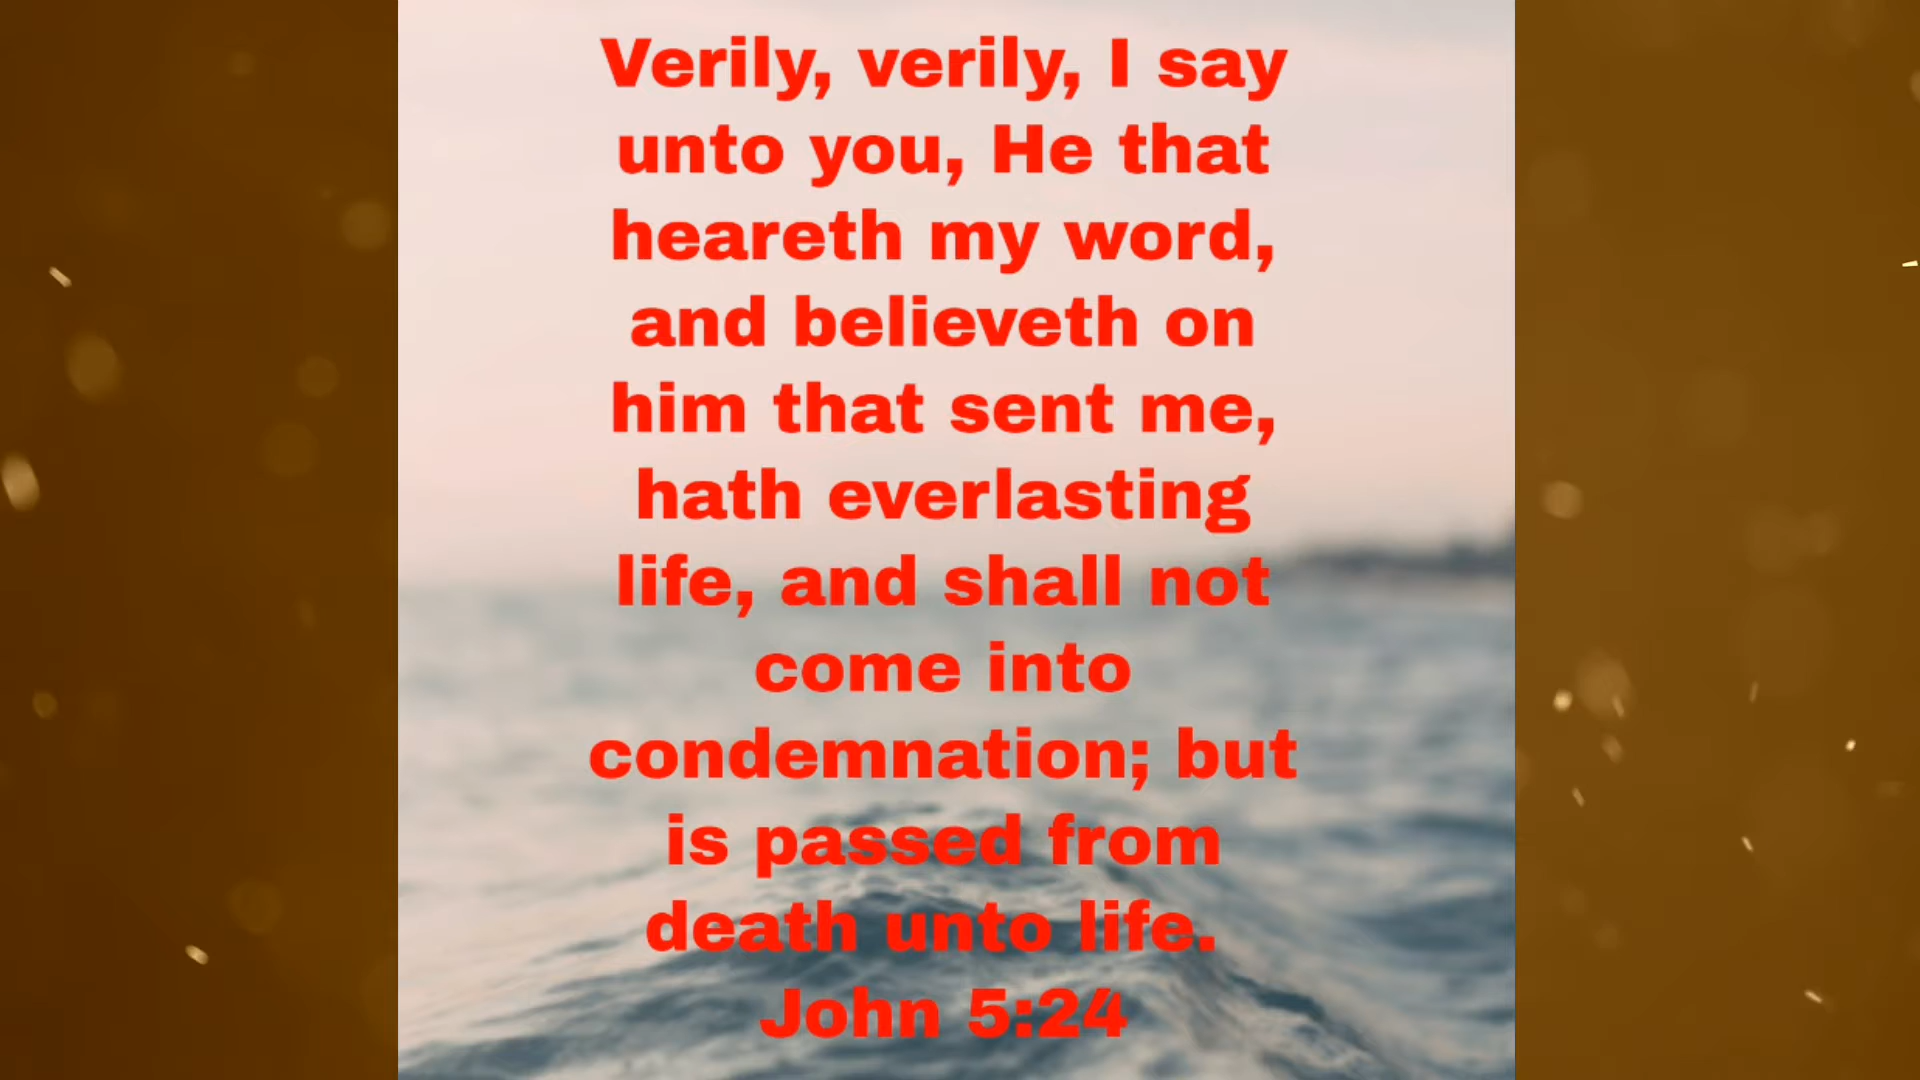 Verily, verily, I say
unto you, He that
heareth my word,
and believeth on
him that sent me,
hath everlasting
life, and shall not
come into
condemnation; but
is passed from
death unto life.
John 5:24